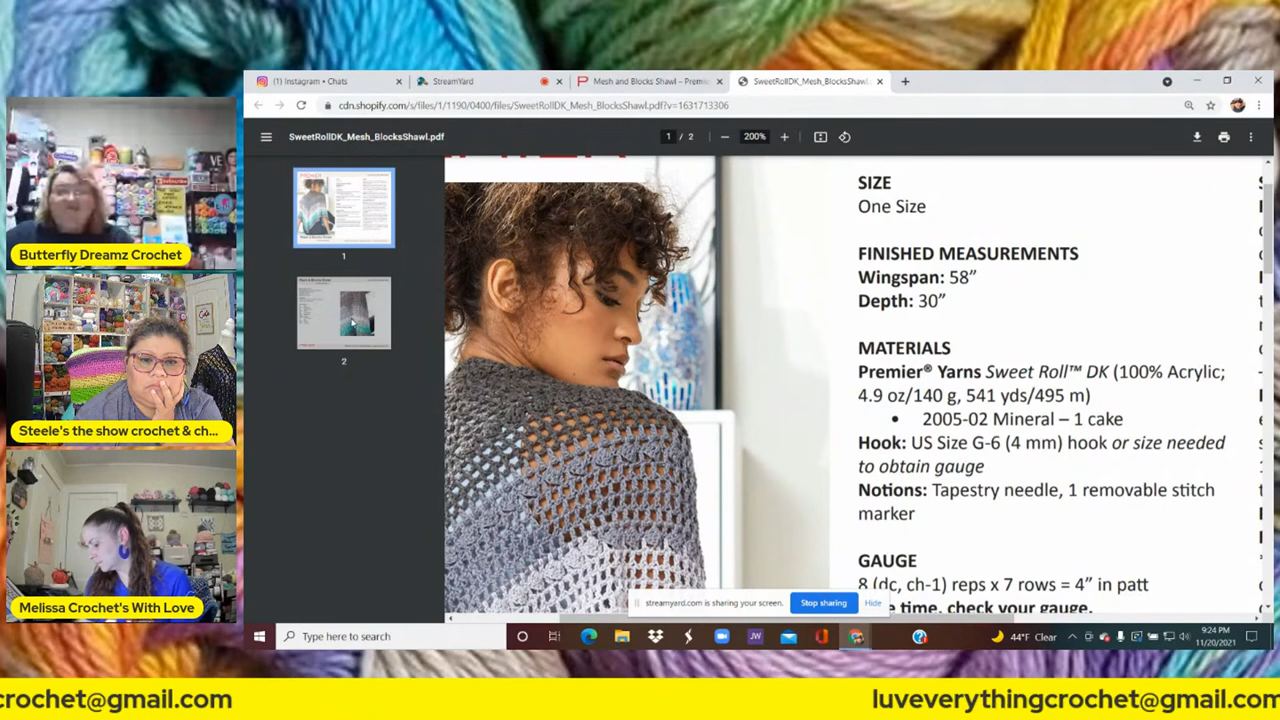 (1) Instagram • Chats
StreamYard
Mesh and Blocks Shawl – Premie
SweetRollDK_Mesh_BlocksShawl.
cdn.shopify.com/s/files/1/1190/0400/files/SweetRollDK_Mesh_BlocksShawl.pdf?v=1631713306
SweetRollDK_Mesh_BlocksShawl.pdf
1 / 2
200%
1
2
SIZE
One Size
FINISHED MEASUREMENTS
Wingspan: 58”
Depth: 30”
MATERIALS
Premier® Yarns Sweet Roll™ DK (100% Acrylic;
4.9 oz/140 g, 541 yds/495 m)
• 2005-02 Mineral – 1 cake
Hook: US Size G-6 (4 mm) hook or size needed
to obtain gauge
Notions: Tapestry needle, 1 removable stitch
marker
GAUGE
8 (dc, ch-1) reps x 7 rows = 4” in patt
e time, check your gauge.
streamyard.com is sharing your screen.
Stop sharing
Hide
Butterfly Dreamz Crochet
Steele's the show crochet & ch...
Melissa Crochet's With Love
Type here to search
JW
44°F Clear
9:24 PM
11/20/2021
crochet@gmail.com
luveverythingcrochet@gmail.com